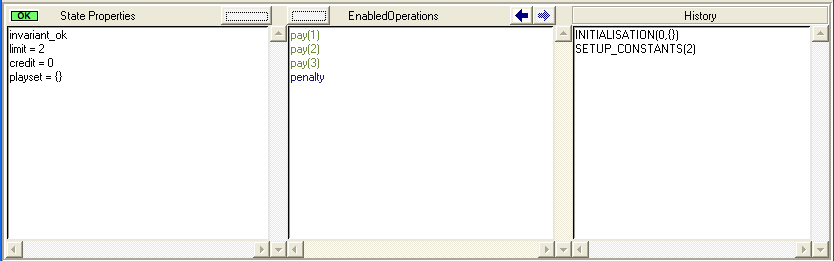 OK State Properties EnabledOperations History
invariant_ok
limit = 2
credit = 0
playset = {}
pay(1)
pay(2)
pay(3)
penalty
INITIALISATION(0,{})
SETUP_CONSTANTS(2)